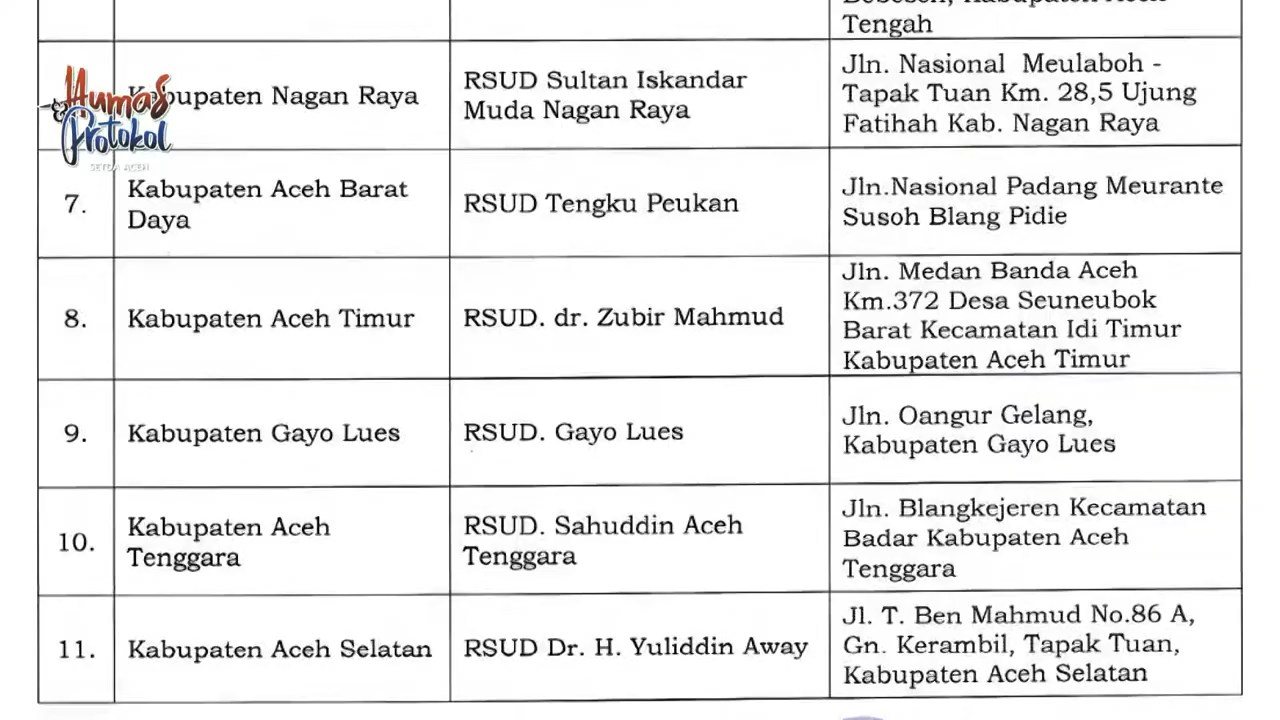 Tengah
Humas
&
Protokol
SETDA ACEH
Kabupaten Nagan Raya
RSUD Sultan Iskandar
Muda Nagan Raya
Jln. Nasional Meulaboh -
Tapak Tuan Km. 28,5 Ujung
Fatihah Kab. Nagan Raya
7.
Kabupaten Aceh Barat
Daya
RSUD Tengku Peukan
Jln.Nasional Padang Meurante
Susoh Blang Pidie
8.
Kabupaten Aceh Timur
RSUD. dr. Zubir Mahmud
Jln. Medan Banda Aceh
Km.372 Desa Seuneubok
Barat Kecamatan Idi Timur
Kabupaten Aceh Timur
9.
Kabupaten Gayo Lues
RSUD. Gayo Lues
Jln. Oangur Gelang,
Kabupaten Gayo Lues
10.
Kabupaten Aceh
Tenggara
RSUD. Sahuddin Aceh
Tenggara
Jln. Blangkejeren Kecamatan
Badar Kabupaten Aceh
Tenggara
11.
Kabupaten Aceh Selatan
RSUD Dr. H. Yuliddin Away
Jl. T. Ben Mahmud No.86 A,
Gn. Kerambil, Tapak Tuan,
Kabupaten Aceh Selatan